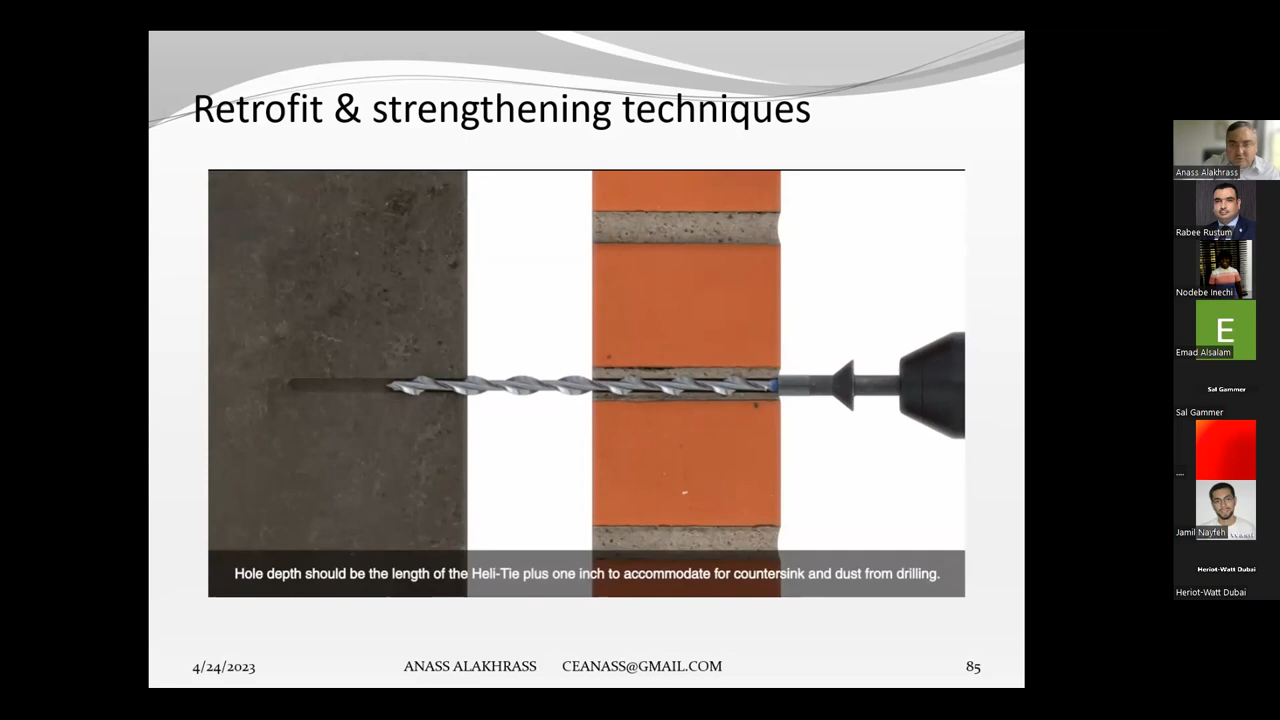 Retrofit & strengthening techniques
Hole depth should be the length of the Heli-Tie plus one inch to accommodate for countersink and dust from drilling.
4/24/2023 ANASS ALAKHRASS CEANASS@GMAIL.COM 85
Anass Alakhrass
Rabee Rustum
Nodebe Inechi
E
Emad Alsalam
Sal Gammer
Sal Gammer
....
Jamil Nayfeh
Heriot-Watt Dubai
Heriot-Watt Dubai